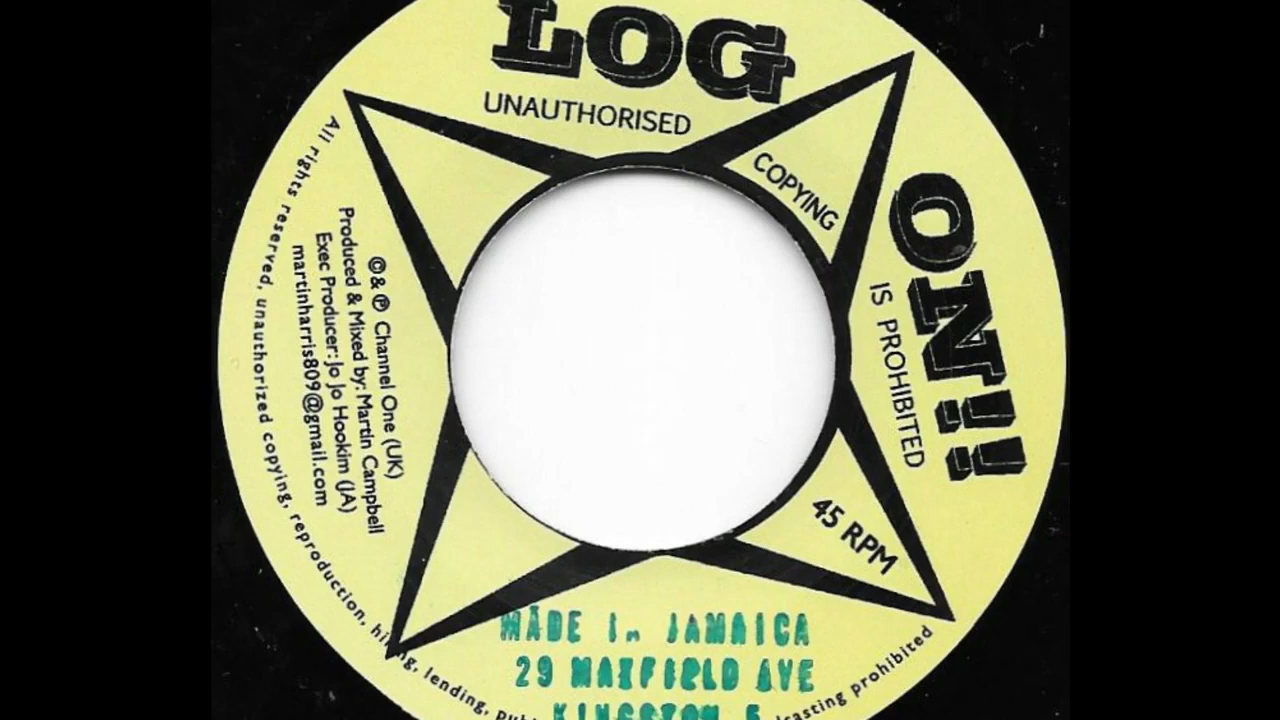 LOG
UNAUTHORISED
COPYING
ON!!
IS PROHIBITED
45 RPM
©& ℗ Channel One (UK)
Produced & Mixed by: Martin Campbell
Exec Producer: Jo Jo Hookim (JA)
martinharris809@gmail.com
All rights reserved, unauthorized copying, reproduction, lending, prohibited
MADE In JAMAICA
29 MAXFIELD AVE
KINGSTON